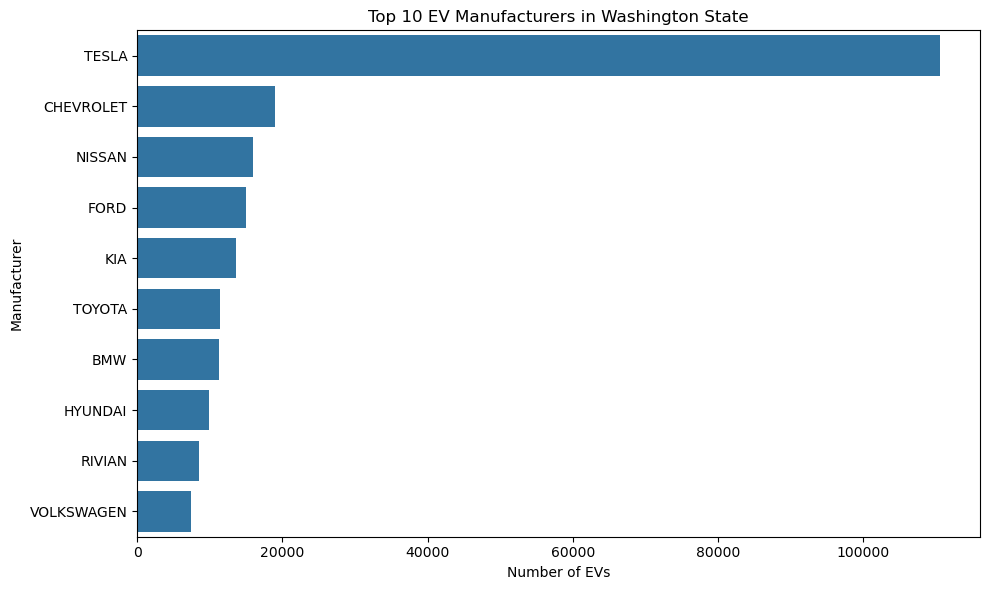 Top 10 EV Manufacturers in Washington State
Manufacturer
TESLA
CHEVROLET
NISSAN
FORD
KIA
TOYOTA
BMW
HYUNDAI
RIVIAN
VOLKSWAGEN
0 20000 40000 60000 80000 100000
Number of EVs